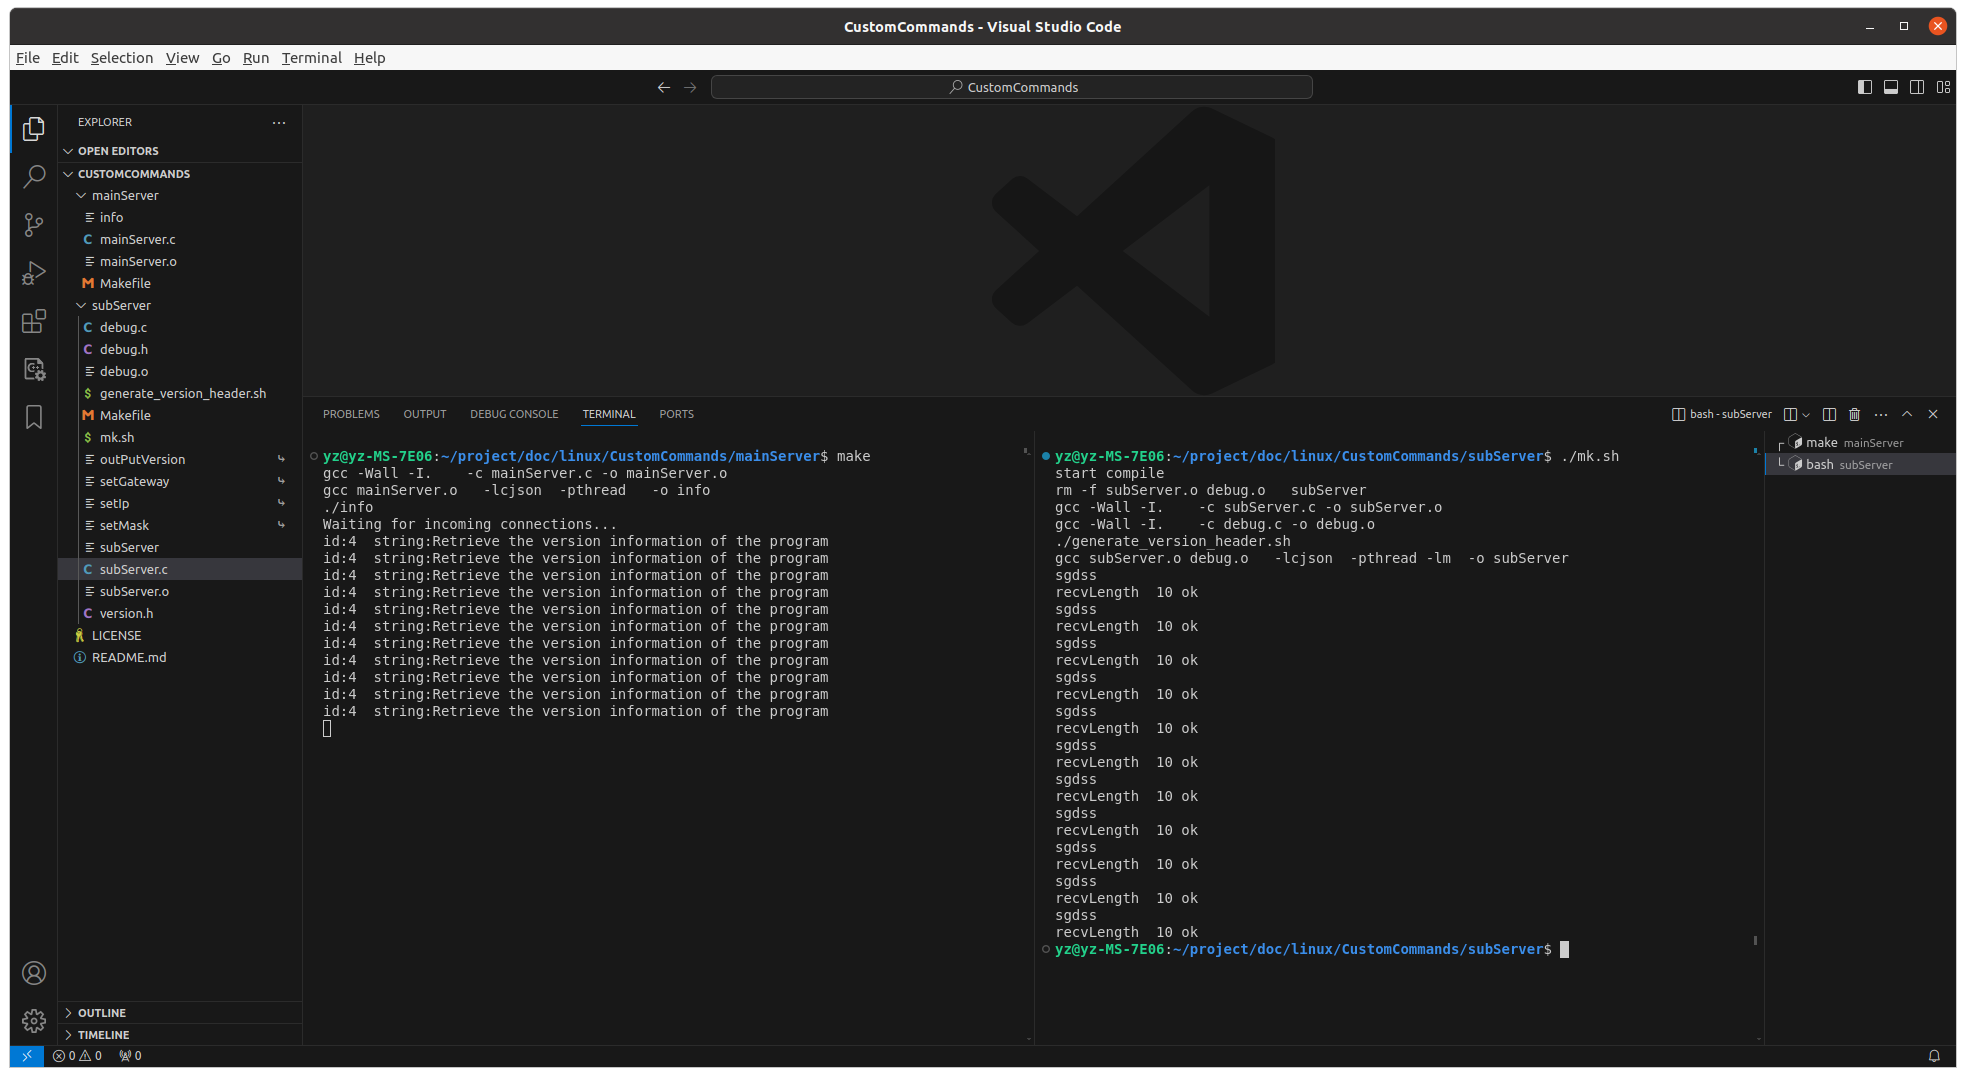 CustomCommands - Visual Studio Code
File Edit Selection View Go Run Terminal Help
CustomCommands
EXPLORER
OPEN EDITORS
CUSTOMCOMMANDS
mainServer
info
mainServer.c
mainServer.o
Makefile
subServer
debug.c
debug.h
debug.o
generate_version_header.sh
Makefile
mk.sh
outPutVersion
setGateway
setIp
setMask
subServer
subServer.c
subServer.o
version.h
LICENSE
README.md
OUTLINE
TIMELINE
PROBLEMS OUTPUT DEBUG CONSOLE TERMINAL PORTS
bash - subServer
yz@yz-MS-7E06:~/project/doc/linux/CustomCommands/mainServer$ make
gcc -Wall -I.    -c mainServer.c -o mainServer.o
gcc mainServer.o   -lcjson  -pthread   -o info
./info
Waiting for incoming connections...
id:4  string:Retrieve the version information of the program
id:4  string:Retrieve the version information of the program
id:4  string:Retrieve the version information of the program
id:4  string:Retrieve the version information of the program
id:4  string:Retrieve the version information of the program
id:4  string:Retrieve the version information of the program
id:4  string:Retrieve the version information of the program
id:4  string:Retrieve the version information of the program
id:4  string:Retrieve the version information of the program
id:4  string:Retrieve the version information of the program
id:4  string:Retrieve the version information of the program
yz@yz-MS-7E06:~/project/doc/linux/CustomCommands/subServer$ ./mk.sh
start compile
rm -f subServer.o debug.o   subServer
gcc -Wall -I.    -c subServer.c -o subServer.o
gcc -Wall -I.    -c debug.c -o debug.o
./generate_version_header.sh
gcc subServer.o debug.o   -lcjson  -pthread -lm  -o subServer
sgdss
recvLength  10 ok
sgdss
recvLength  10 ok
sgdss
recvLength  10 ok
sgdss
recvLength  10 ok
sgdss
recvLength  10 ok
sgdss
recvLength  10 ok
sgdss
recvLength  10 ok
sgdss
recvLength  10 ok
sgdss
recvLength  10 ok
sgdss
recvLength  10 ok
sgdss
recvLength  10 ok
yz@yz-MS-7E06:~/project/doc/linux/CustomCommands/subServer$
make mainServer
bash subServer
0 0 0